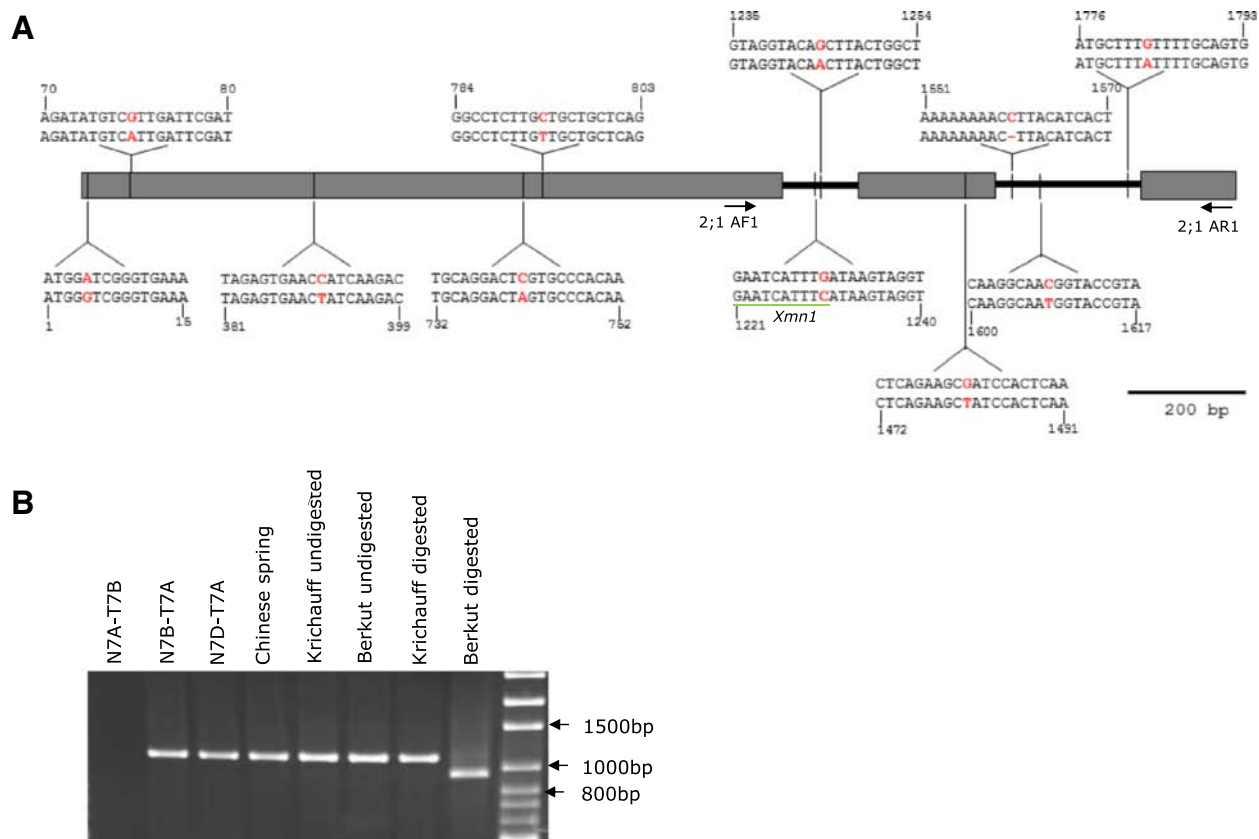 A
1235 1254
GTAGGTACAGCTTACTGGCT
GTAGGTACAACTTACTGGCT
1776 1793
ATGCTTTGTTTTGCAGTG
ATGCTTTATTTTGCAGTG
70 80
AGATATGTCGTTGATTCGAT
AGATATGTCATTGATTCGAT
784 803
GGCCTCTTGCTGCTGCTCAG
GGCCTCTTGTTGCTGCTCAG
1551 1570
AAAAAAAACCTTACATCACT
AAAAAAAAC-TTACATCACT
2;1 AF1
2;1 AR1
ATGGATCGGGTGAAA
ATGGGTCGGGTGAAA
1 15
TAGAGTGAACCATCAAGAC
TAGAGTGAACTATCAAGAC
381 399
TGCAGGACTCGTGCCCACAA
TGCAGGACTAGTGCCCACAA
732 752
GAATCATTTGATAAGTAGGT
GAATCATTTCATAAGTAGGT
Xmn1
1221 1240
CAAGGCAACGGTACCGTA
CAAGGCAATGGTACCGTA
1600 1617
CTCAGAAGCGATCCACTCAA
CTCAGAAGCTATCCACTCAA
1472 1491
200 bp
B
N7A-T7B
N7B-T7A
N7D-T7A
Chinese spring
Krichauff undigested
Berkut undigested
Krichauff digested
Berkut digested
1500bp
1000bp
800bp